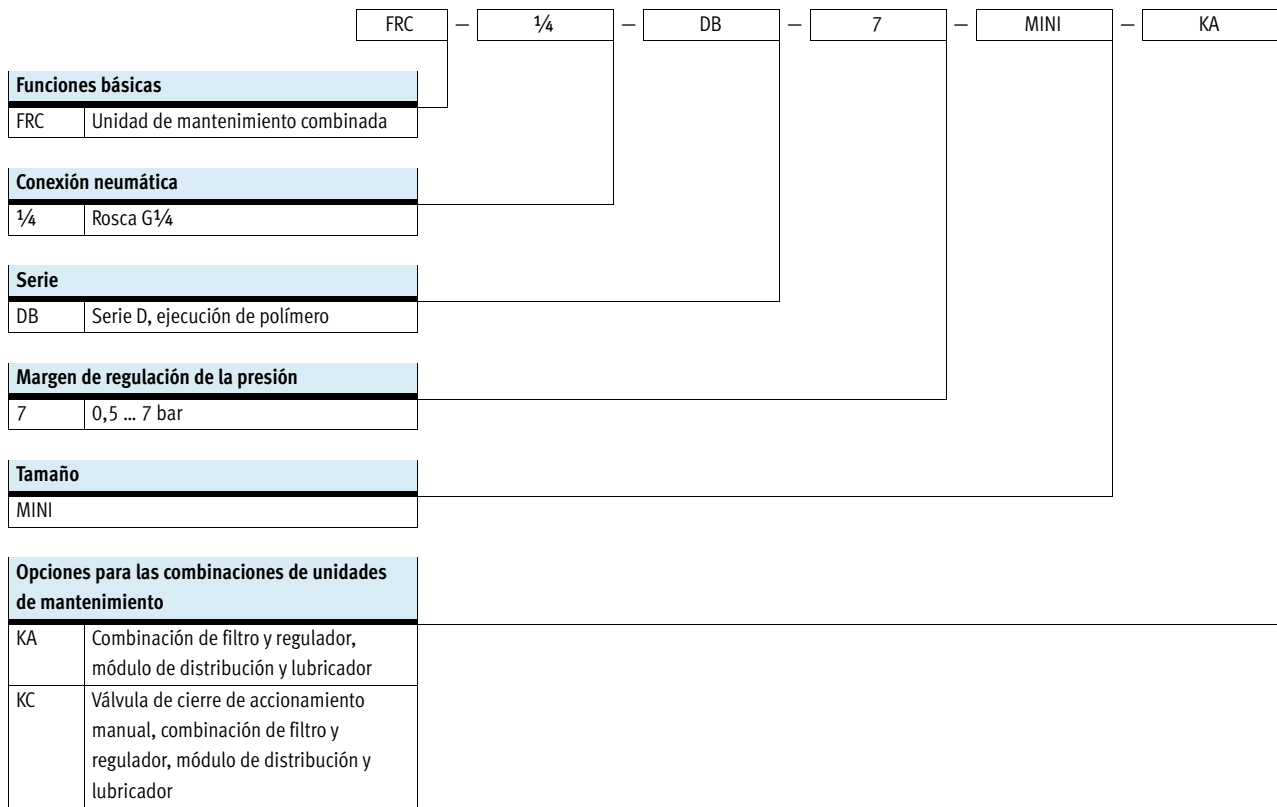 FRC – ¼ – DB – 7 – MINI – KA
Funciones básicas
FRC Unidad de mantenimiento combinada
Conexión neumática
¼ Rosca G¼
Serie
DB Serie D, ejecución de polímero
Margen de regulación de la presión
7 0,5 … 7 bar
Tamaño
MINI
Opciones para las combinaciones de unidades
de mantenimiento
KA Combinación de filtro y regulador,
módulo de distribución y lubricador
KC Válvula de cierre de accionamiento
manual, combinación de filtro y
regulador, módulo de distribución y
lubricador